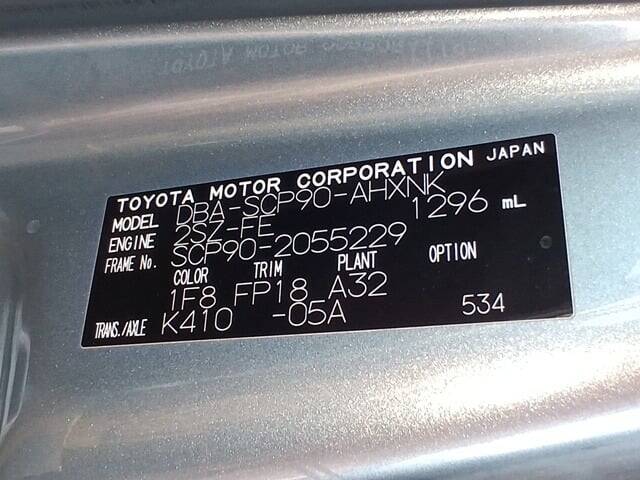 TOYOTA MOTOR CORPORATION JAPAN
MODEL DBA-SCP90-AHXNK
ENGINE 2SZ-FE 1296 mL
FRAME No. SCP90-2055229
COLOR TRIM PLANT OPTION
1F8 FP18 A32
TRANS./AXLE K410 -05A 534